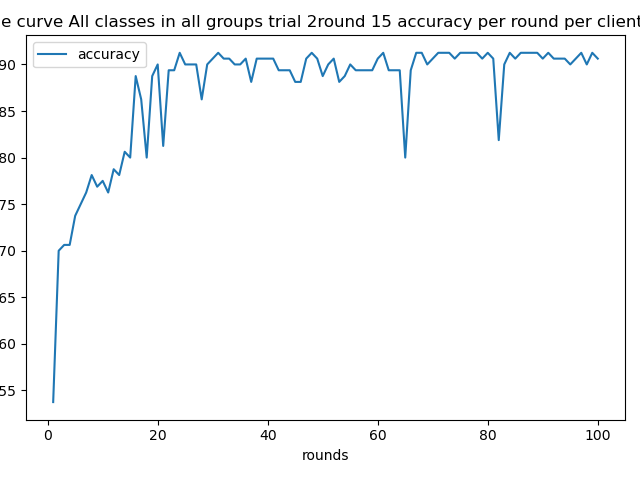 e curve All classes in all groups trial 2round 15 accuracy per round per client
accuracy
90
85
80
75
70
65
60
55
0 20 40 60 80 100
rounds